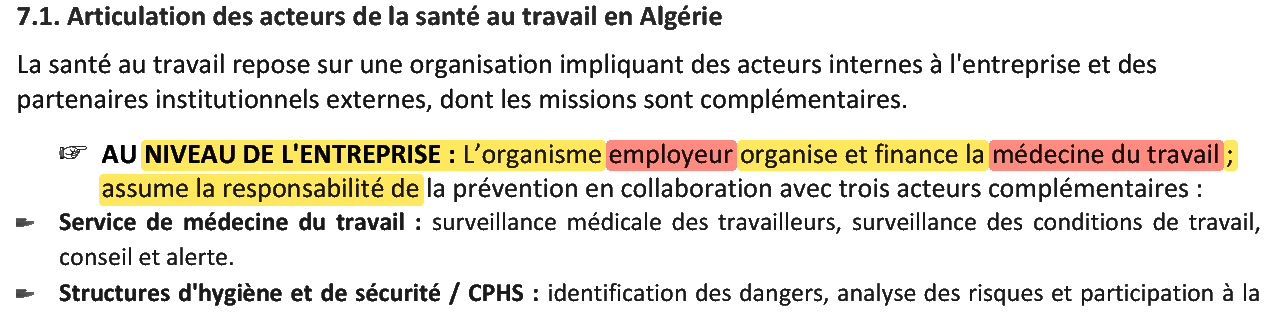 7.1. Articulation des acteurs de la santé au travail en Algérie
La santé au travail repose sur une organisation impliquant des acteurs internes à l'entreprise et des
partenaires institutionnels externes, dont les missions sont complémentaires.
☞ AU NIVEAU DE L'ENTREPRISE : L’organisme employeur organise et finance la médecine du travail ;
assume la responsabilité de la prévention en collaboration avec trois acteurs complémentaires :
Service de médecine du travail : surveillance médicale des travailleurs, surveillance des conditions de travail,
conseil et alerte.
Structures d'hygiène et de sécurité / CPHS : identification des dangers, analyse des risques et participation à la